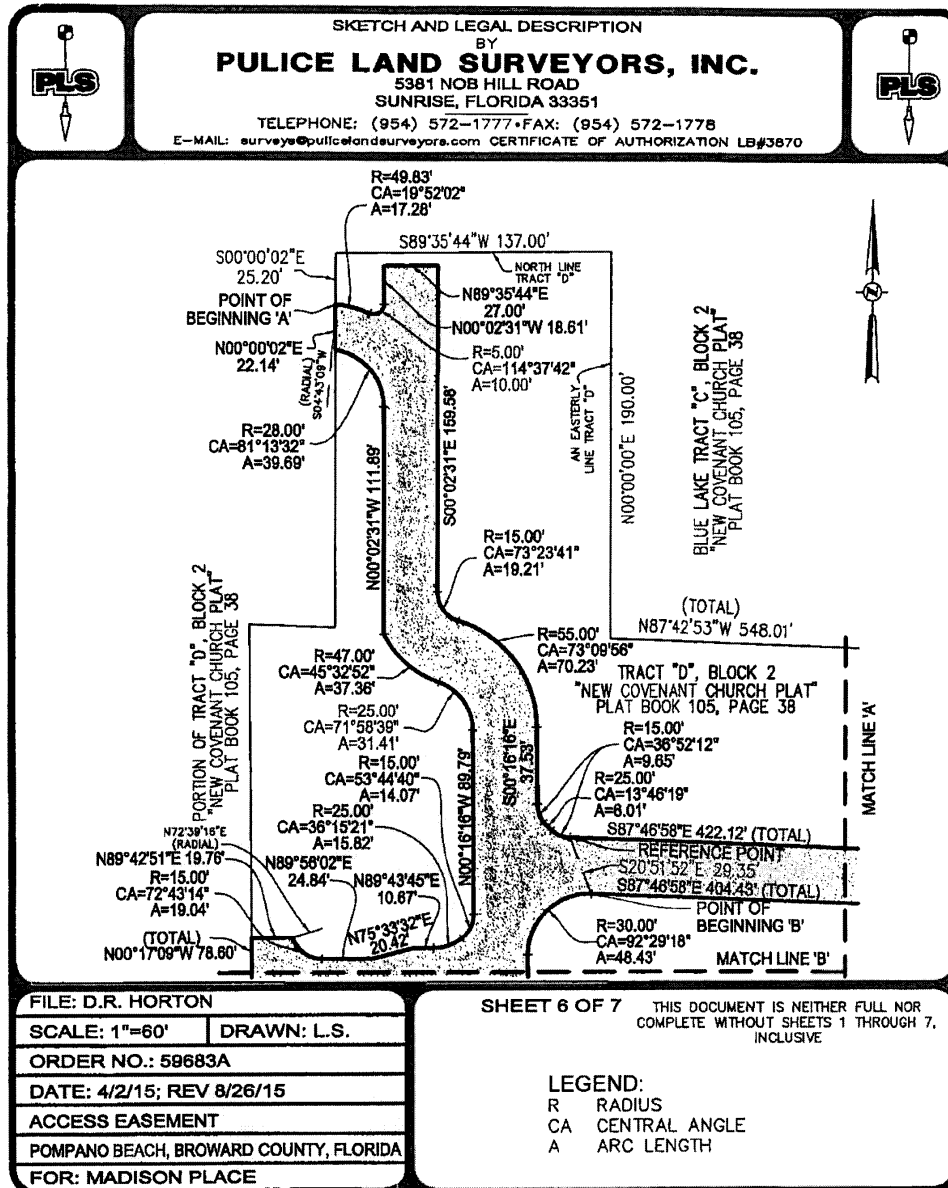 SKETCH AND LEGAL DESCRIPTION
BY
PULICE LAND SURVEYORS, INC.
5381 NOB HILL ROAD
SUNRISE, FLORIDA 33351
TELEPHONE: (954) 572-1777•FAX: (954) 572-1778
E-MAIL: surveys@pulicelandsurveyors.com CERTIFICATE OF AUTHORIZATION LB#3870
PLS
PLS
R=49.83'
CA=19°52'02"
A=17.28'
S89°35'44"W 137.00'
S00°00'02"E
25.20'
NORTH LINE
TRACT "D"
POINT OF
BEGINNING 'A'
N89°35'44"E
27.00'
N00°02'31"W 18.61'
N00°00'02"E
22.14'
(RADIAL)
S04°43'09"W
R=5.00'
CA=114°37'42"
A=10.00'
R=28.00'
CA=81°13'32"
A=39.69'
AN EASTERLY
LINE TRACT "D"
N00°00'00"E 190.00'
BLUE LAKE TRACT "C", BLOCK 2
"NEW COVENANT CHURCH PLAT"
PLAT BOOK 105, PAGE 38
N00°02'31"W 111.89'
S00°02'31"E 159.58'
R=15.00'
CA=73°23'41"
A=19.21'
PORTION OF TRACT "D", BLOCK 2
"NEW COVENANT CHURCH PLAT"
PLAT BOOK 105, PAGE 38
(TOTAL)
N87°42'53"W 548.01'
R=55.00'
CA=73°09'56"
A=70.23'
R=47.00'
CA=45°32'52"
A=37.36'
TRACT "D", BLOCK 2
"NEW COVENANT CHURCH PLAT"
PLAT BOOK 105, PAGE 38
R=25.00'
CA=71°58'39"
A=31.41'
R=15.00'
CA=36°52'12"
A=9.65'
MATCH LINE 'A'
R=15.00'
CA=53°44'40"
A=14.07'
N00°16'16"W 89.79'
S00°16'16"E
37.53'
R=25.00'
CA=13°46'19"
A=6.01'
R=25.00'
CA=36°15'21"
A=15.82'
S87°46'58"E 422.12' (TOTAL)
REFERENCE POINT
S20°51'52"E 29.35'
S87°46'58"E 404.43' (TOTAL)
POINT OF
BEGINNING 'B'
N72°39'16"E
(RADIAL)
N89°42'51"E 19.76'
N89°56'02"E
24.84'
N89°43'45"E
10.67'
R=15.00'
CA=72°43'14"
A=19.04'
N75°33'32"E
20.42'
R=30.00'
CA=92°29'18"
A=48.43'
(TOTAL)
N00°17'09"W 78.60'
MATCH LINE 'B'
FILE: D.R. HORTON
SCALE: 1"=60' DRAWN: L.S.
ORDER NO.: 59683A
DATE: 4/2/15; REV 8/26/15
ACCESS EASEMENT
POMPANO BEACH, BROWARD COUNTY, FLORIDA
FOR: MADISON PLACE
SHEET 6 OF 7
THIS DOCUMENT IS NEITHER FULL NOR
COMPLETE WITHOUT SHEETS 1 THROUGH 7,
INCLUSIVE
LEGEND:
R RADIUS
CA CENTRAL ANGLE
A ARC LENGTH